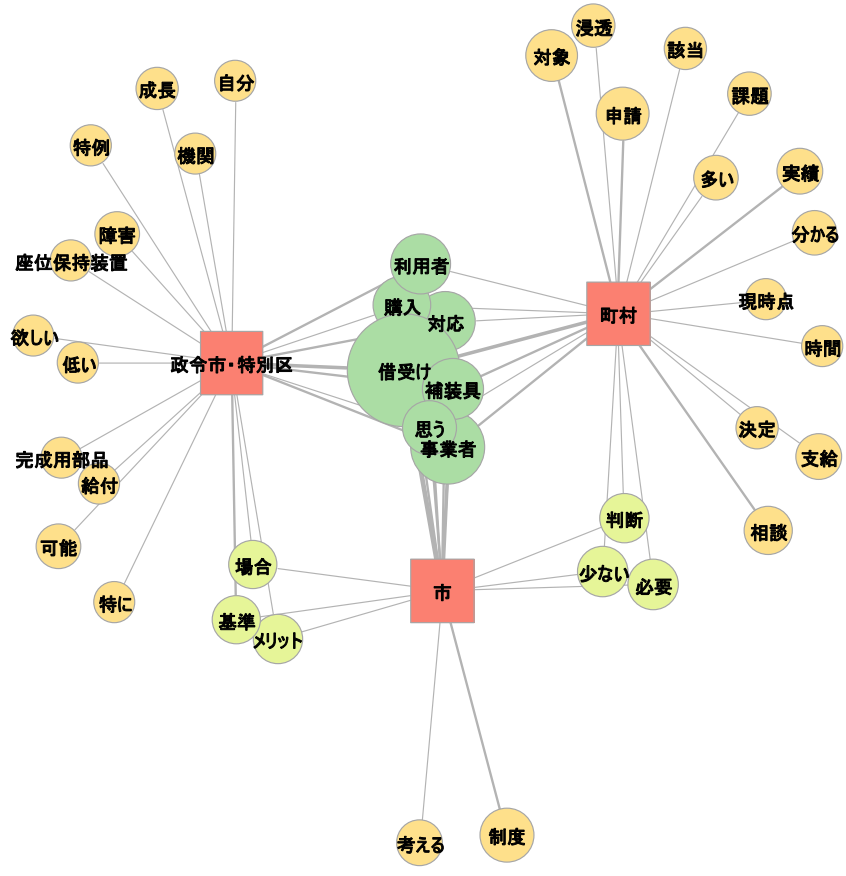 浸透
対象
該当
成長
自分
課題
申請
特例
機関
多い
実績
障害
分かる
座位保持装置
利用者
現時点
購入
町村
対応
欲しい
時間
低い
政令市・特別区
借受け
補装具
思う
決定
事業者
完成用部品
支給
給付
判断
相談
可能
場合
少ない
必要
市
特に
基準
メリット
制度
考える